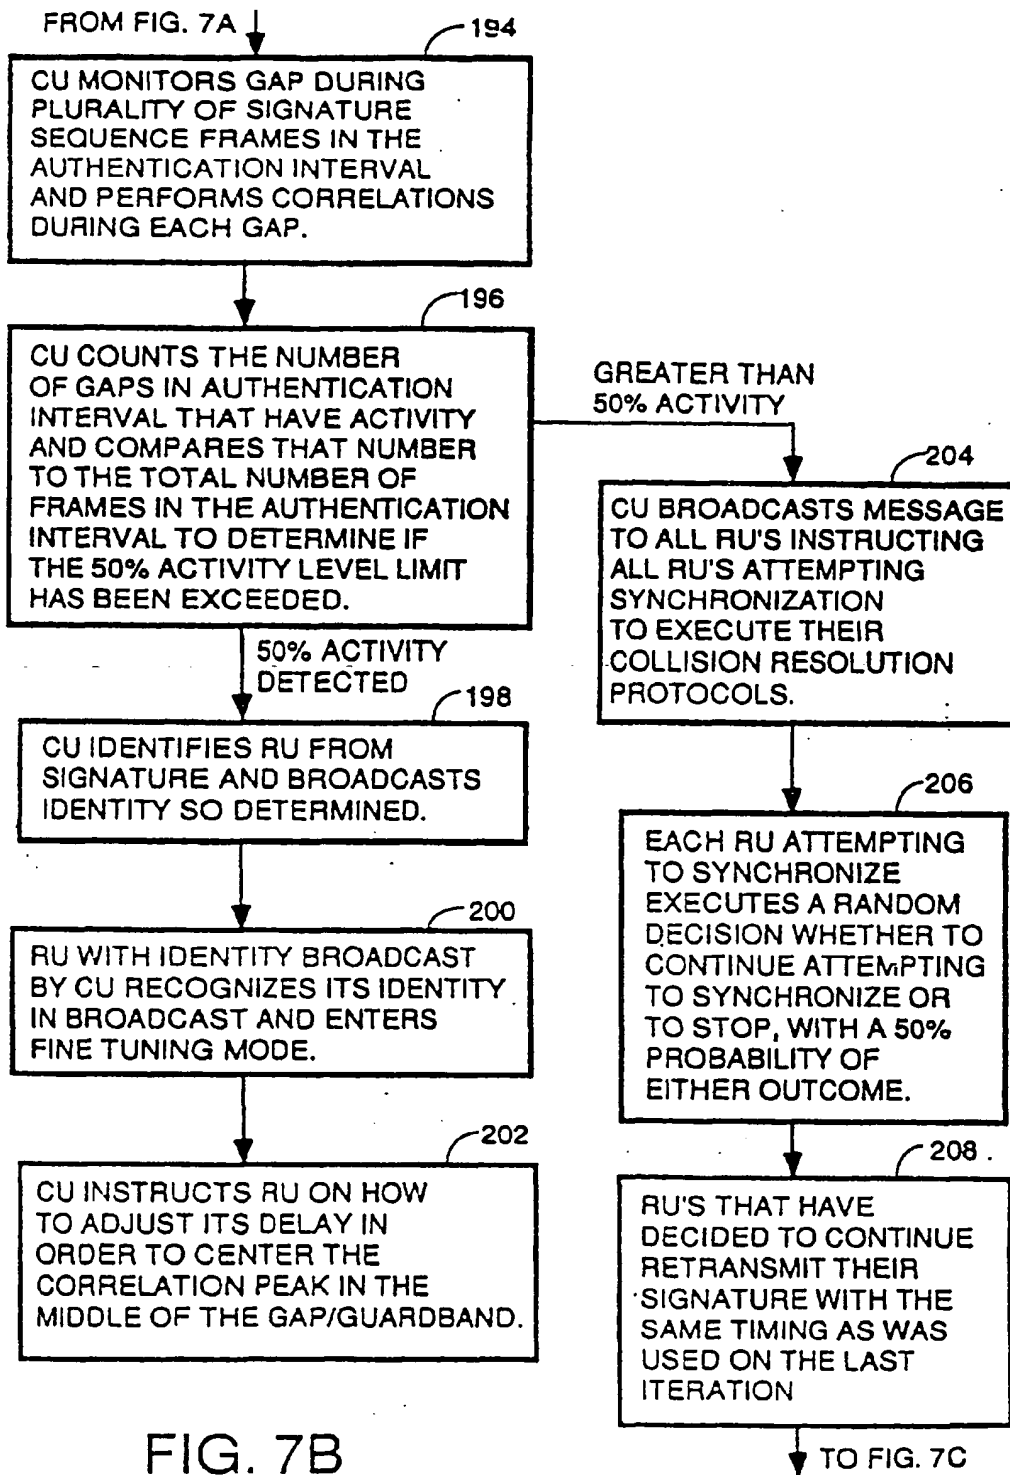 FROM FIG. 7A
194
CU MONITORS GAP DURING
PLURALITY OF SIGNATURE
SEQUENCE FRAMES IN THE
AUTHENTICATION INTERVAL
AND PERFORMS CORRELATIONS
DURING EACH GAP.
196
CU COUNTS THE NUMBER
OF GAPS IN AUTHENTICATION
INTERVAL THAT HAVE ACTIVITY
AND COMPARES THAT NUMBER
TO THE TOTAL NUMBER OF
FRAMES IN THE AUTHENTICATION
INTERVAL TO DETERMINE IF
THE 50% ACTIVITY LEVEL LIMIT
HAS BEEN EXCEEDED.
GREATER THAN
50% ACTIVITY
50% ACTIVITY
DETECTED
198
CU IDENTIFIES RU FROM
SIGNATURE AND BROADCASTS
IDENTITY SO DETERMINED.
200
RU WITH IDENTITY BROADCAST
BY CU RECOGNIZES ITS IDENTITY
IN BROADCAST AND ENTERS
FINE TUNING MODE.
202
CU INSTRUCTS RU ON HOW
TO ADJUST ITS DELAY IN
ORDER TO CENTER THE
CORRELATION PEAK IN THE
MIDDLE OF THE GAP/GUARDBAND.
204
CU BROADCASTS MESSAGE
TO ALL RU'S INSTRUCTING
ALL RU'S ATTEMPTING
SYNCHRONIZATION
TO EXECUTE THEIR
COLLISION RESOLUTION
PROTOCOLS.
206
EACH RU ATTEMPTING
TO SYNCHRONIZE
EXECUTES A RANDOM
DECISION WHETHER TO
CONTINUE ATTEMPTING
TO SYNCHRONIZE OR
TO STOP, WITH A 50%
PROBABILITY OF
EITHER OUTCOME.
208
RU'S THAT HAVE
DECIDED TO CONTINUE
RETRANSMIT THEIR
SIGNATURE WITH THE
SAME TIMING AS WAS
USED ON THE LAST
ITERATION
TO FIG. 7C
FIG. 7B